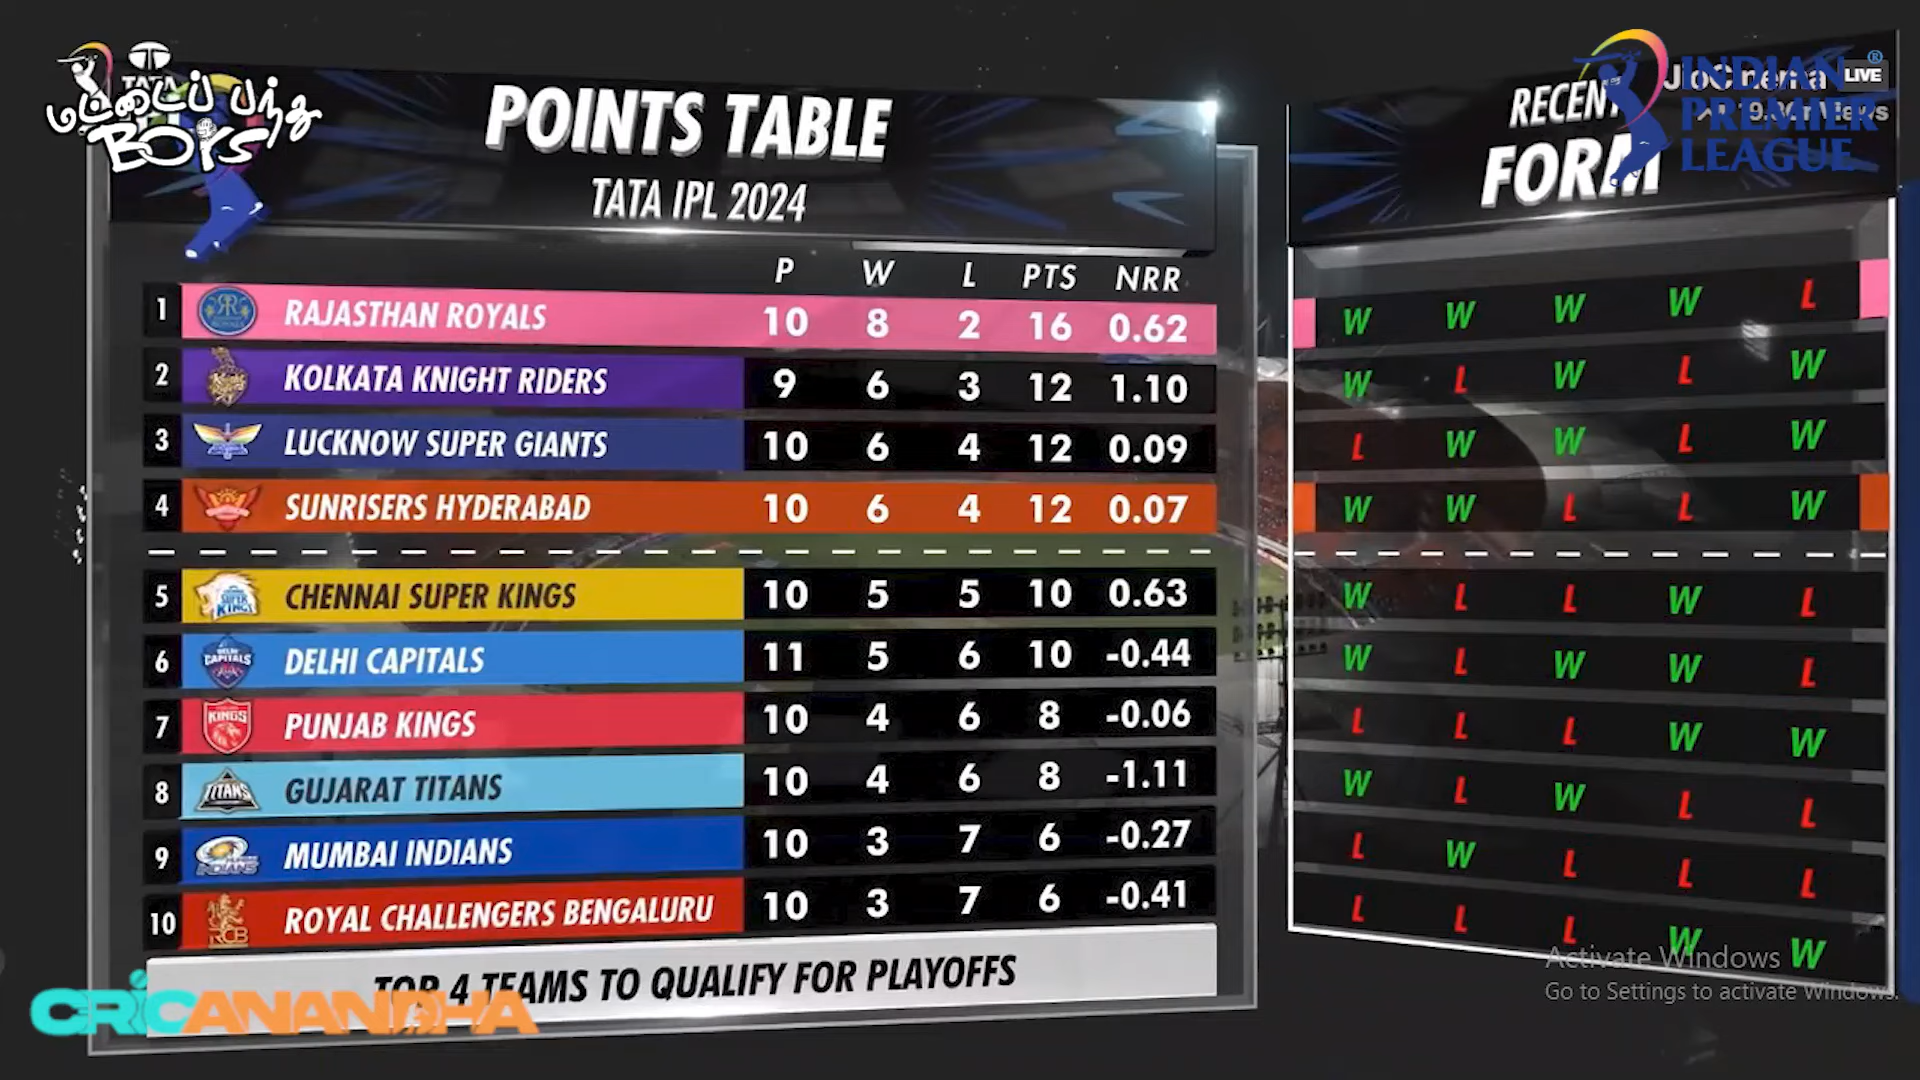 TATA
மட்டைப் பந்து
BOYS
POINTS TABLE
TATA IPL 2024
P W L PTS NRR
1 RAJASTHAN ROYALS 10 8 2 16 0.62
2 KOLKATA KNIGHT RIDERS 9 6 3 12 1.10
3 LUCKNOW SUPER GIANTS 10 6 4 12 0.09
4 SUNRISERS HYDERABAD 10 6 4 12 0.07
5 CHENNAI SUPER KINGS 10 5 5 10 0.63
6 DELHI CAPITALS 11 5 6 10 -0.44
7 PUNJAB KINGS 10 4 6 8 -0.06
8 GUJARAT TITANS 10 4 6 8 -1.11
9 MUMBAI INDIANS 10 3 7 6 -0.27
10 ROYAL CHALLENGERS BENGALURU 10 3 7 6 -0.41
TOP 4 TEAMS TO QUALIFY FOR PLAYOFFS
CRICANANDHA
RECENT
FORM
JioCinema LIVE
Views
INDIAN
PREMIER
LEAGUE
W W W W L
W L W L W
L W W L W
W W L L W
W L L W L
W L W W L
L L L W W
W L W L L
L W L L L
L L L W W
Activate Windows
Go to Settings to activate Windows.